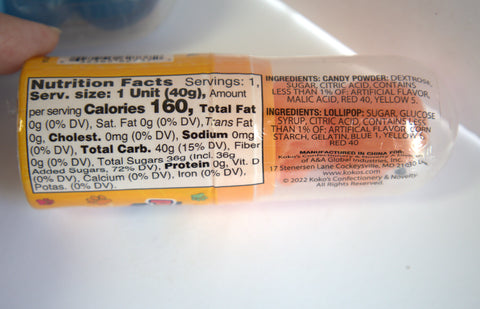 Nutrition Facts Servings: 1,
Serv. size: 1 Unit (40g), Amount
per serving Calories 160, Total Fat
0g (0% DV), Sat. Fat 0g (0% DV), Trans Fat
0g, Cholest. 0mg (0% DV), Sodium 0mg
(0% DV), Total Carb. 40g (15% DV), Fiber
0g (0% DV), Total Sugars 36g (Incl. 36g
Added Sugars, 72% DV), Protein 0g, Vit. D
(0% DV), Calcium (0% DV), Iron (0% DV),
Potas. (0% DV).
INGREDIENTS: CANDY POWDER: DEXTROSE,
SUGAR, CITRIC ACID, CONTAINS
LESS THAN 1% OF: ARTIFICIAL FLAVOR,
MALIC ACID, RED 40, YELLOW 5.
INGREDIENTS: LOLLIPOP: SUGAR, GLUCOSE
SYRUP, CITRIC ACID, CONTAINS LESS
THAN 1% OF: ARTIFICIAL FLAVOR, CORN
STARCH, GELATIN, BLUE 1, YELLOW 5,
RED 40
MANUFACTURED IN CHINA FOR:
Koko's Confectionery & Novelty
of A&A Global Industries, Inc.
17 Stenersen Lane Cockeysville, MD 21030
www.kokos.com
© 2022 Koko's Confectionery & Novelty
All Rights Reserved.